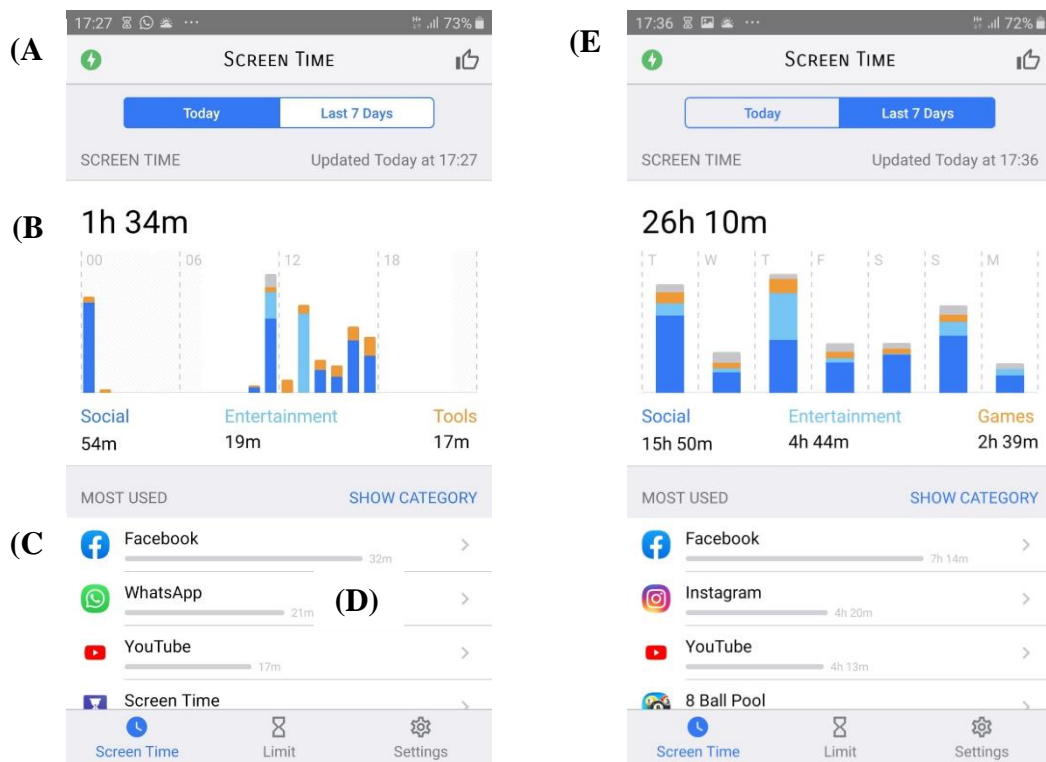 17:27 ... 73%
(A
SCREEN TIME
Today Last 7 Days
SCREEN TIME Updated Today at 17:27
(B
1h 34m
00 06 12 18
Social Entertainment Tools
54m 19m 17m
MOST USED SHOW CATEGORY
(C
Facebook
32m
WhatsApp
(D)
21m
YouTube
17m
Screen Time
Screen Time Limit Settings
17:36 ... 72%
(E
SCREEN TIME
Today Last 7 Days
SCREEN TIME Updated Today at 17:36
26h 10m
T W T F S S M
Social Entertainment Games
15h 50m 4h 44m 2h 39m
MOST USED SHOW CATEGORY
Facebook
7h 14m
Instagram
4h 20m
YouTube
4h 13m
8 Ball Pool
Screen Time Limit Settings